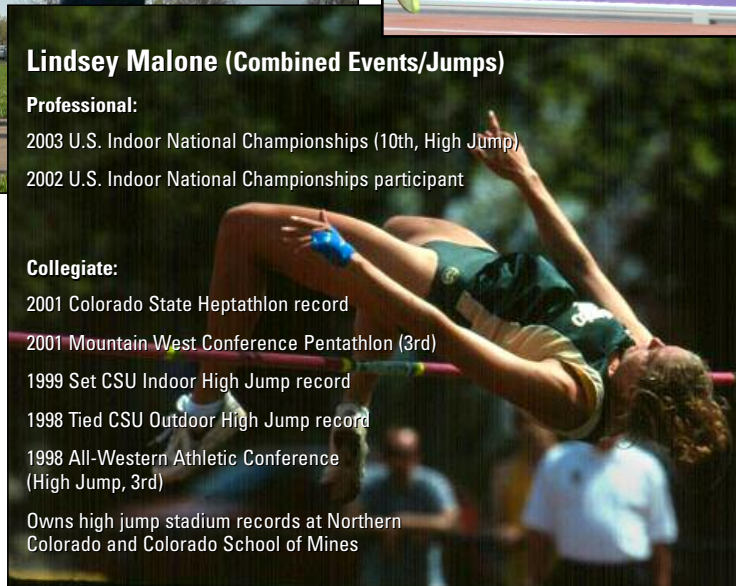 Lindsey Malone (Combined Events/Jumps)
Professional:
2003 U.S. Indoor National Championships (10th, High Jump)
2002 U.S. Indoor National Championships participant
Collegiate:
2001 Colorado State Heptathlon record
2001 Mountain West Conference Pentathlon (3rd)
1999 Set CSU Indoor High Jump record
1998 Tied CSU Outdoor High Jump record
1998 All-Western Athletic Conference
(High Jump, 3rd)
Owns high jump stadium records at Northern
Colorado and Colorado School of Mines